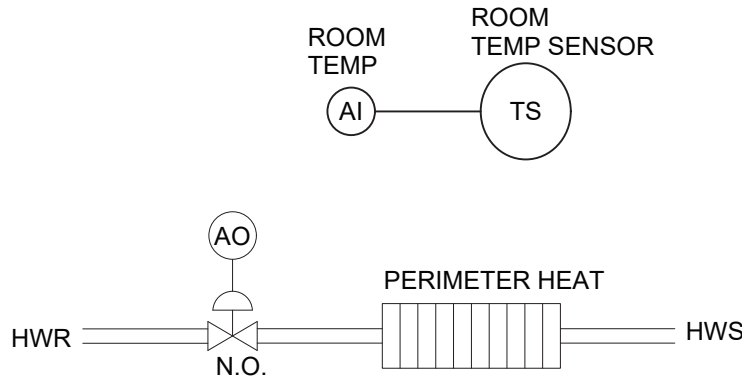 ROOM
TEMP
ROOM
TEMP SENSOR
AI
TS
AO
PERIMETER HEAT
HWR
HWS
N.O.